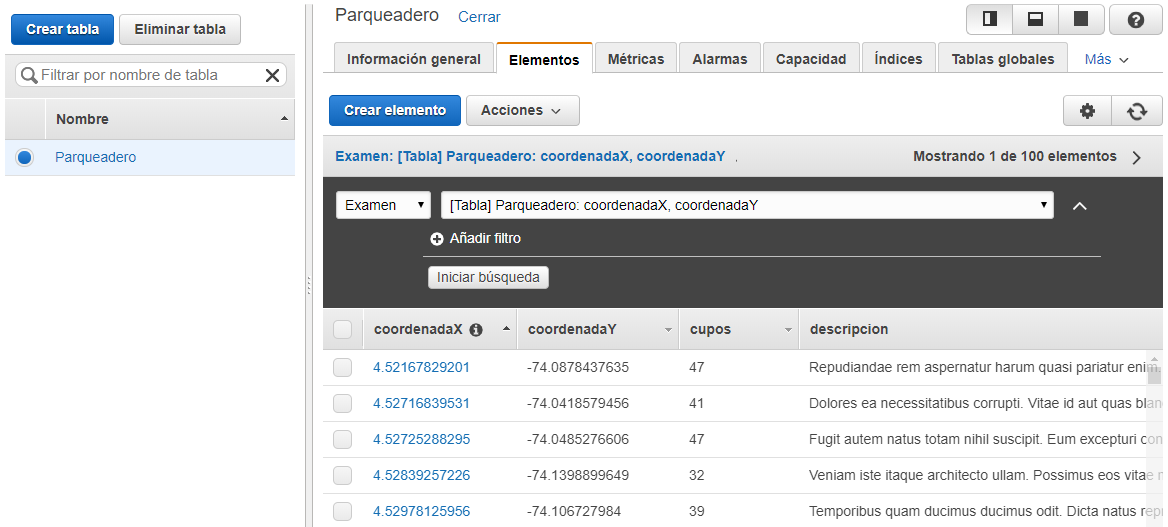 Crear tabla
Eliminar tabla
Filtrar por nombre de tabla
Nombre
Parqueadero
Parqueadero Cerrar
Información general Elementos Métricas Alarmas Capacidad Índices Tablas globales Más
Crear elemento Acciones
Examen: [Tabla] Parqueadero: coordenadaX, coordenadaY
Mostrando 1 de 100 elementos
Examen [Tabla] Parqueadero: coordenadaX, coordenadaY
Añadir filtro
Iniciar búsqueda
coordenadaX coordenadaY cupos descripcion
4.52167829201 -74.0878437635 47 Repudiandae rem aspernatur harum quasi pariatur enim.
4.52716839531 -74.0418579456 41 Dolores ea necessitatibus corrupti. Vitae id aut quas blan
4.52725288295 -74.0485276606 47 Fugit autem natus totam nihil suscipit. Eum excepturi con
4.52839257226 -74.1398899649 32 Veniam iste itaque architecto ullam. Possimus eos vitae
4.52978125956 -74.106727984 39 Temporibus quam ducimus ducimus odit. Dicta natus rep